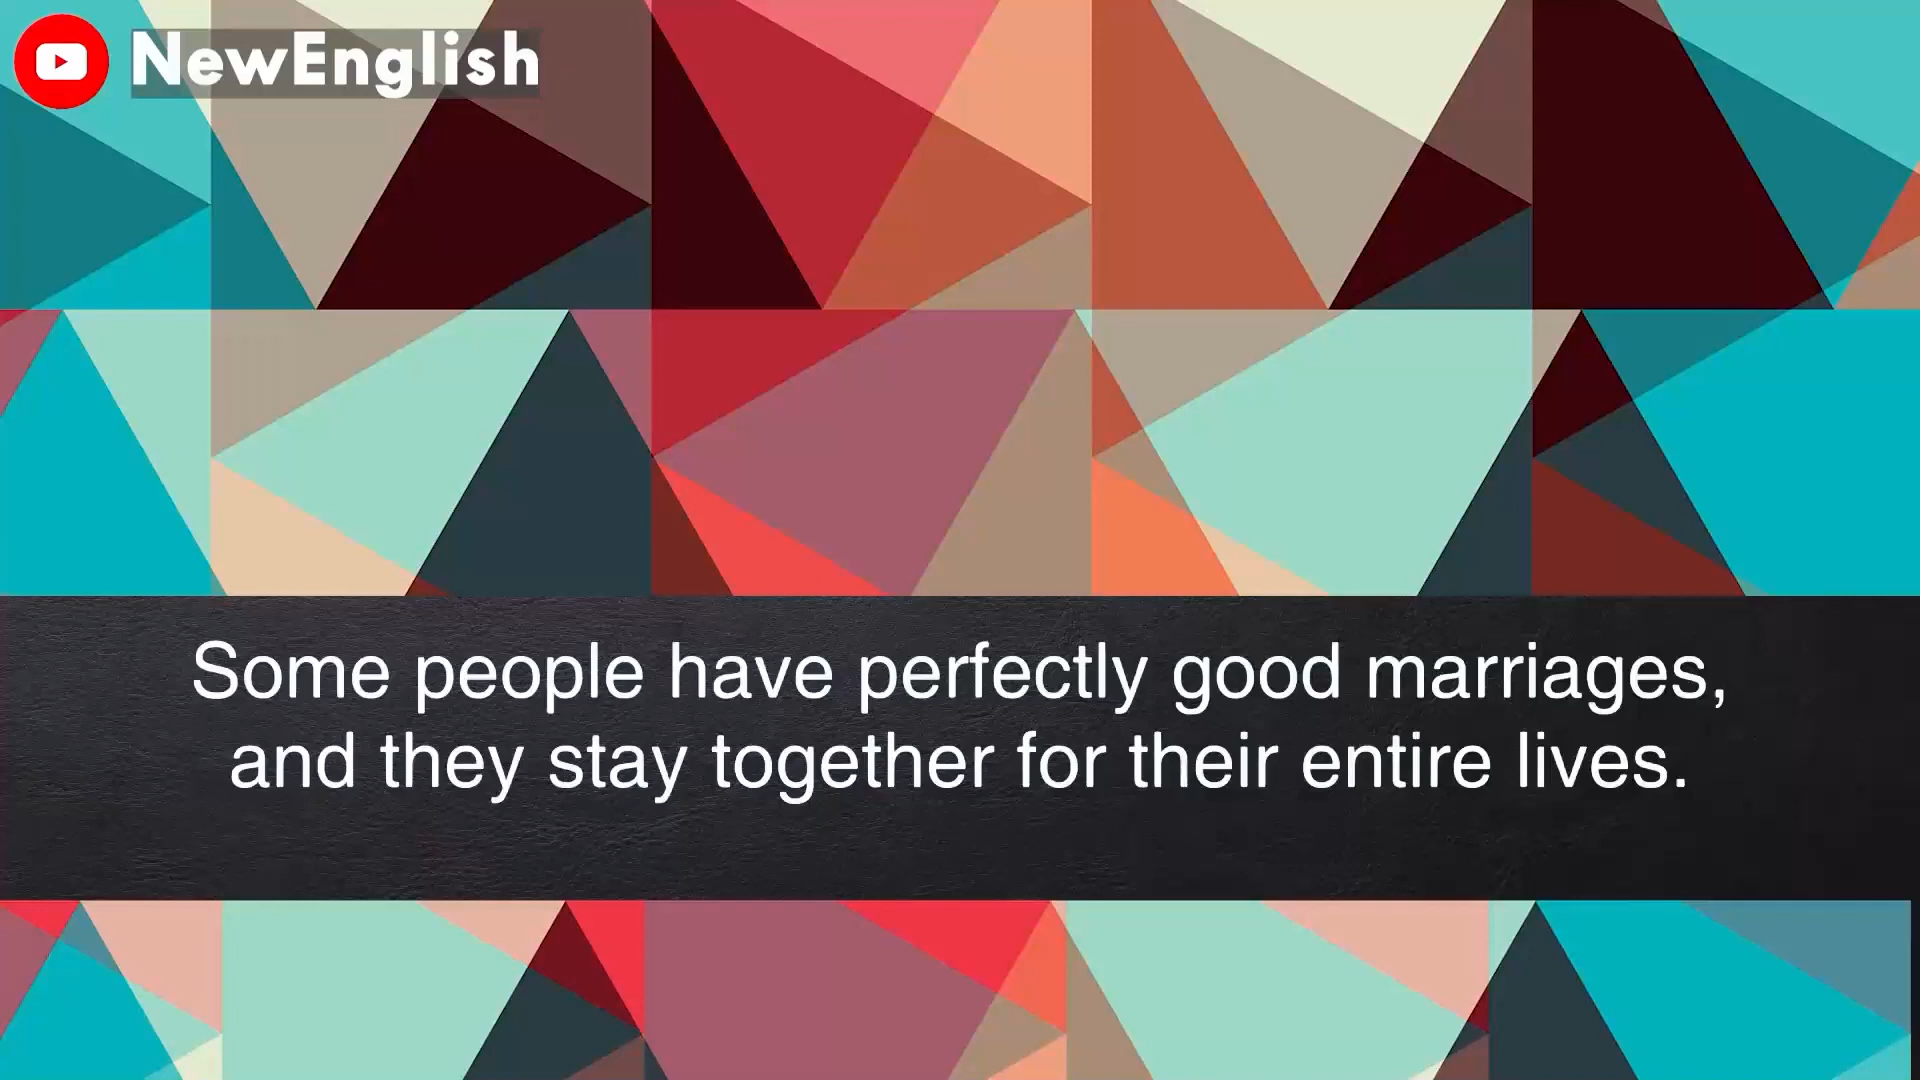 NewEnglish
Some people have perfectly good marriages,
and they stay together for their entire lives.